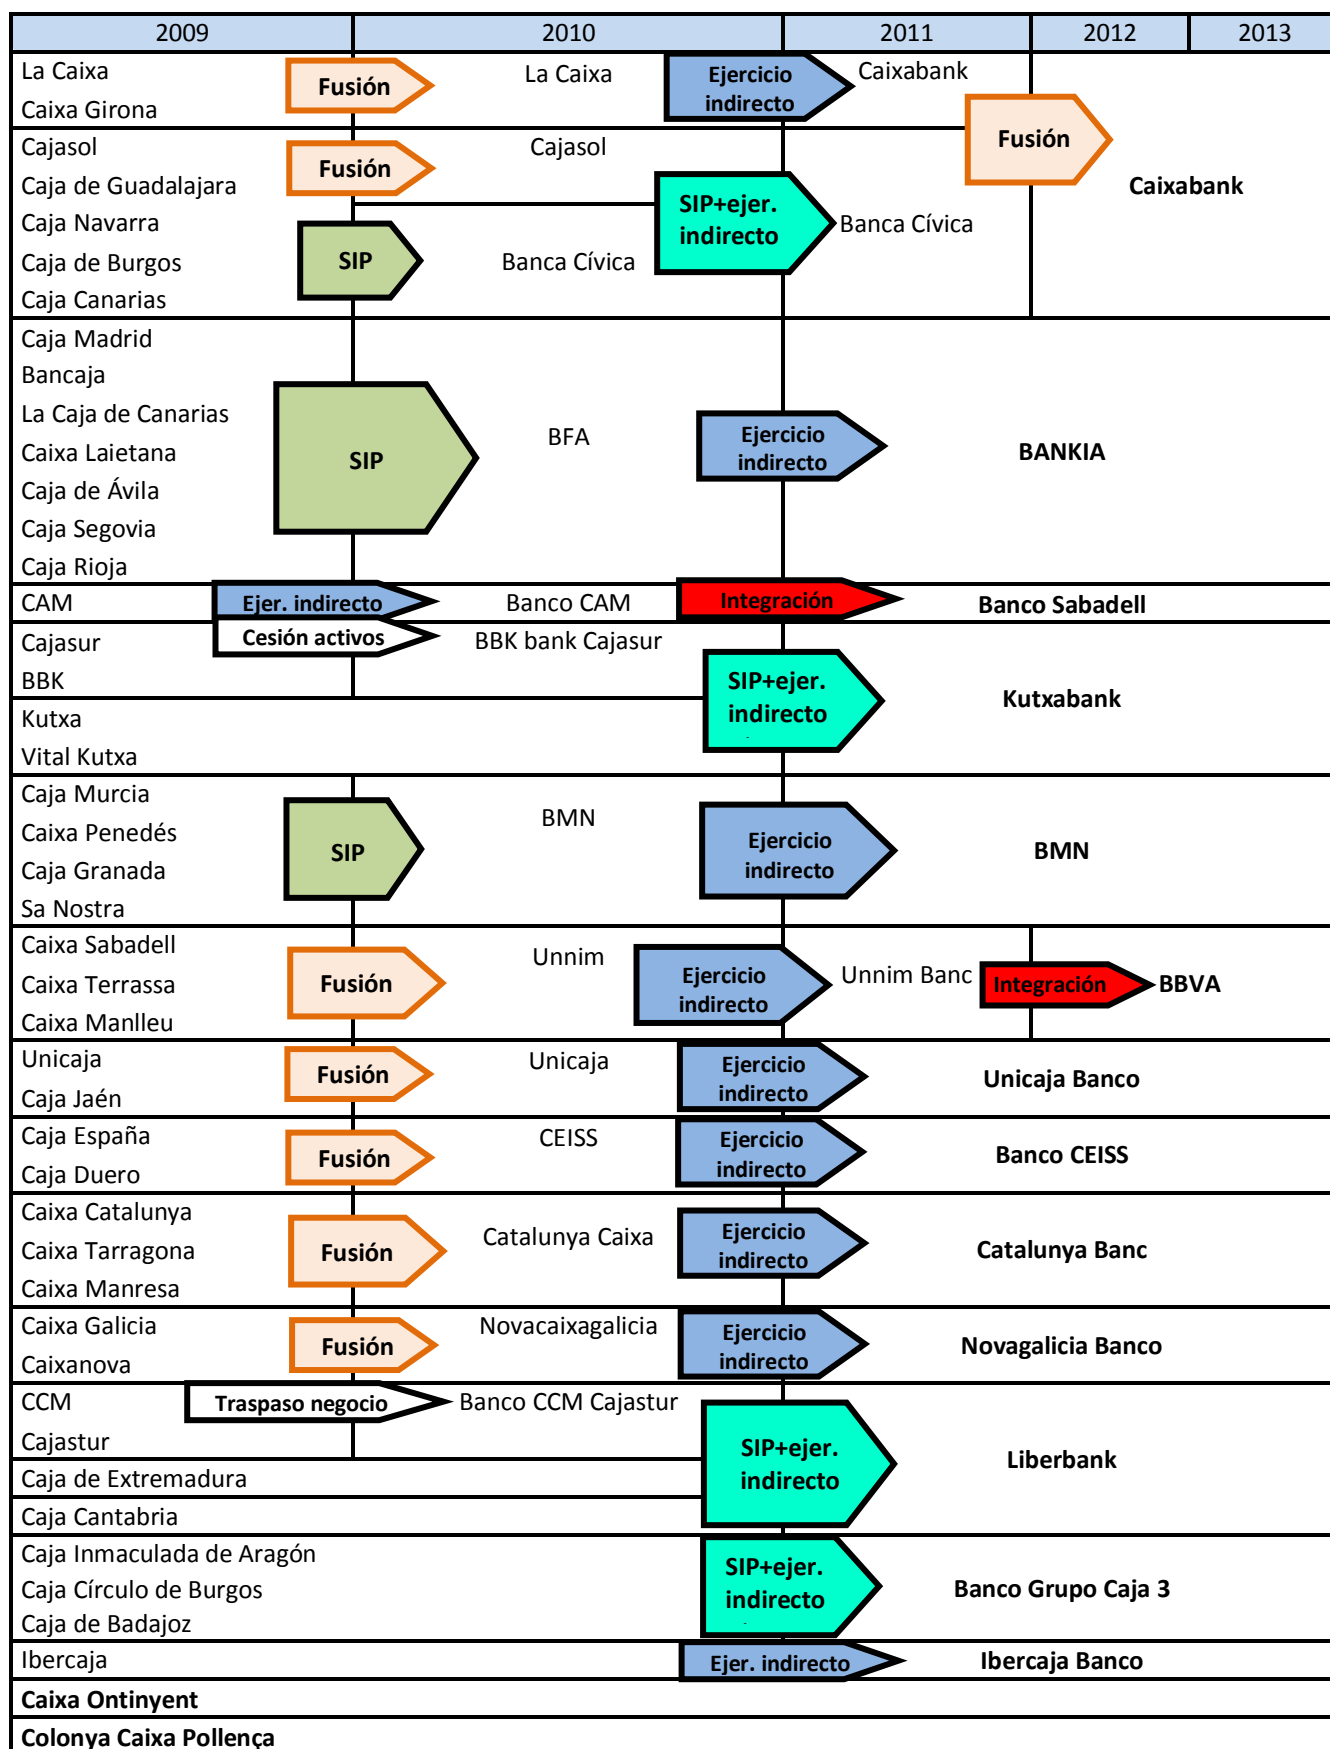 2009 2010 2011 2012 2013
La Caixa
Caixa Girona
Fusión
La Caixa
Ejercicio
indirecto
Caixabank
Fusión
Caixabank
Cajasol
Caja de Guadalajara
Fusión
Cajasol
Caja Navarra
Caja de Burgos
Caja Canarias
SIP
Banca Cívica
SIP+ejer.
indirecto
Banca Cívica
Caja Madrid
Bancaja
La Caja de Canarias
Caixa Laietana
Caja de Ávila
Caja Segovia
Caja Rioja
SIP
BFA
Ejercicio
indirecto
BANKIA
CAM
Ejer. indirecto
Banco CAM
Integración
Banco Sabadell
Cajasur
BBK
Cesión activos
BBK bank Cajasur
Kutxa
Vital Kutxa
SIP+ejer.
indirecto
Kutxabank
Caja Murcia
Caixa Penedés
Caja Granada
Sa Nostra
SIP
BMN
Ejercicio
indirecto
BMN
Caixa Sabadell
Caixa Terrassa
Caixa Manlleu
Fusión
Unnim
Ejercicio
indirecto
Unnim Banc
Integración
BBVA
Unicaja
Caja Jaén
Fusión
Unicaja
Ejercicio
indirecto
Unicaja Banco
Caja España
Caja Duero
Fusión
CEISS
Ejercicio
indirecto
Banco CEISS
Caixa Catalunya
Caixa Tarragona
Caixa Manresa
Fusión
Catalunya Caixa
Ejercicio
indirecto
Catalunya Banc
Caixa Galicia
Caixanova
Fusión
Novacaixagalicia
Ejercicio
indirecto
Novagalicia Banco
CCM
Cajastur
Traspaso negocio
Banco CCM Cajastur
Caja de Extremadura
Caja Cantabria
SIP+ejer.
indirecto
Liberbank
Caja Inmaculada de Aragón
Caja Círculo de Burgos
Caja de Badajoz
SIP+ejer.
indirecto
Banco Grupo Caja 3
Ibercaja
Ejer. indirecto
Ibercaja Banco
Caixa Ontinyent
Colonya Caixa Pollença